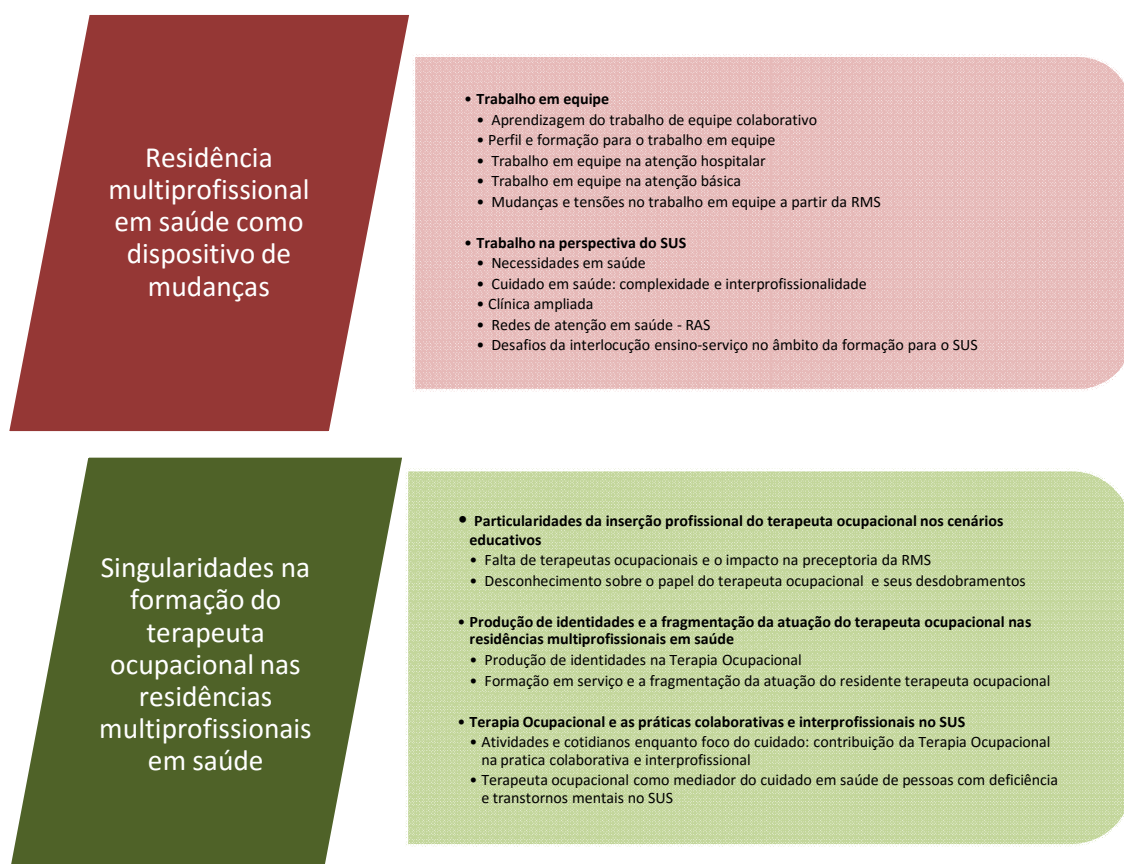 Residência
multiprofissional
em saúde como
dispositivo de
mudanças
• Trabalho em equipe
• Aprendizagem do trabalho de equipe colaborativo
• Perfil e formação para o trabalho em equipe
• Trabalho em equipe na atenção hospitalar
• Trabalho em equipe na atenção básica
• Mudanças e tensões no trabalho em equipe a partir da RMS
• Trabalho na perspectiva do SUS
• Necessidades em saúde
• Cuidado em saúde: complexidade e interprofissionalidade
• Clínica ampliada
• Redes de atenção em saúde - RAS
• Desafios da interlocução ensino-serviço no âmbito da formação para o SUS
Singularidades na
formação do
terapeuta
ocupacional nas
residências
multiprofissionais
em saúde
• Particularidades da inserção profissional do terapeuta ocupacional nos cenários
educativos
• Falta de terapeutas ocupacionais e o impacto na preceptoria da RMS
• Desconhecimento sobre o papel do terapeuta ocupacional e seus desdobramentos
• Produção de identidades e a fragmentação da atuação do terapeuta ocupacional nas
residências multiprofissionais em saúde
• Produção de identidades na Terapia Ocupacional
• Formação em serviço e a fragmentação da atuação do residente terapeuta ocupacional
• Terapia Ocupacional e as práticas colaborativas e interprofissionais no SUS
• Atividades e cotidianos enquanto foco do cuidado: contribuição da Terapia Ocupacional
na pratica colaborativa e interprofissional
• Terapeuta ocupacional como mediador do cuidado em saúde de pessoas com deficiência
e transtornos mentais no SUS